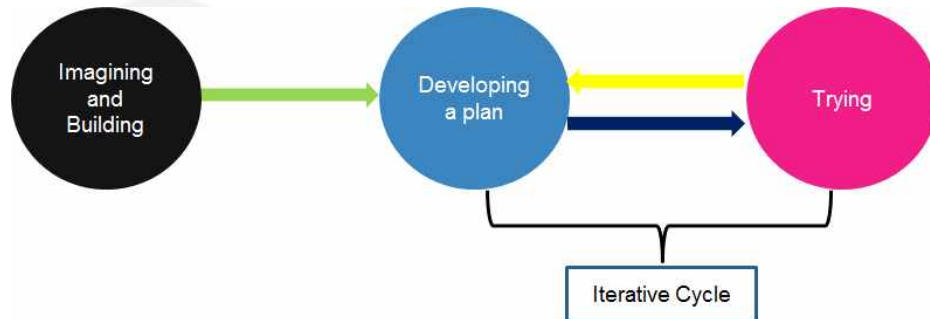 Imagining
and
Building
Developing
a plan
Trying
Iterative Cycle